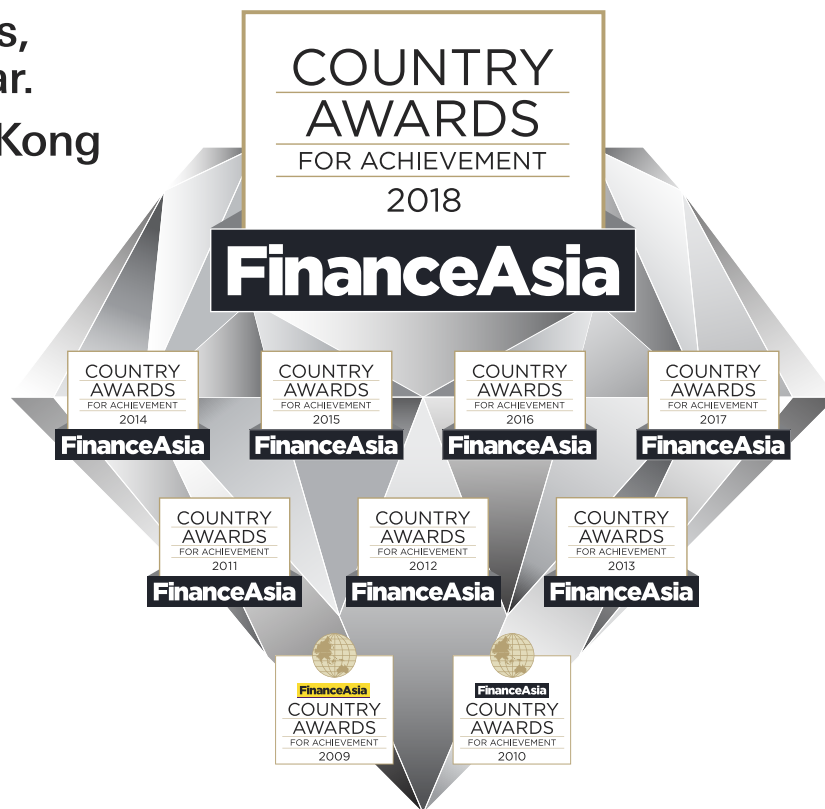 s,
ar.
Kong
COUNTRY
AWARDS
FOR ACHIEVEMENT
2018
FinanceAsia
COUNTRY
AWARDS
FOR ACHIEVEMENT
2014
FinanceAsia
COUNTRY
AWARDS
FOR ACHIEVEMENT
2015
FinanceAsia
COUNTRY
AWARDS
FOR ACHIEVEMENT
2016
FinanceAsia
COUNTRY
AWARDS
FOR ACHIEVEMENT
2017
FinanceAsia
COUNTRY
AWARDS
FOR ACHIEVEMENT
2011
FinanceAsia
COUNTRY
AWARDS
FOR ACHIEVEMENT
2012
FinanceAsia
COUNTRY
AWARDS
FOR ACHIEVEMENT
2013
FinanceAsia
FinanceAsia
COUNTRY
AWARDS
FOR ACHIEVEMENT
2009
FinanceAsia
COUNTRY
AWARDS
FOR ACHIEVEMENT
2010